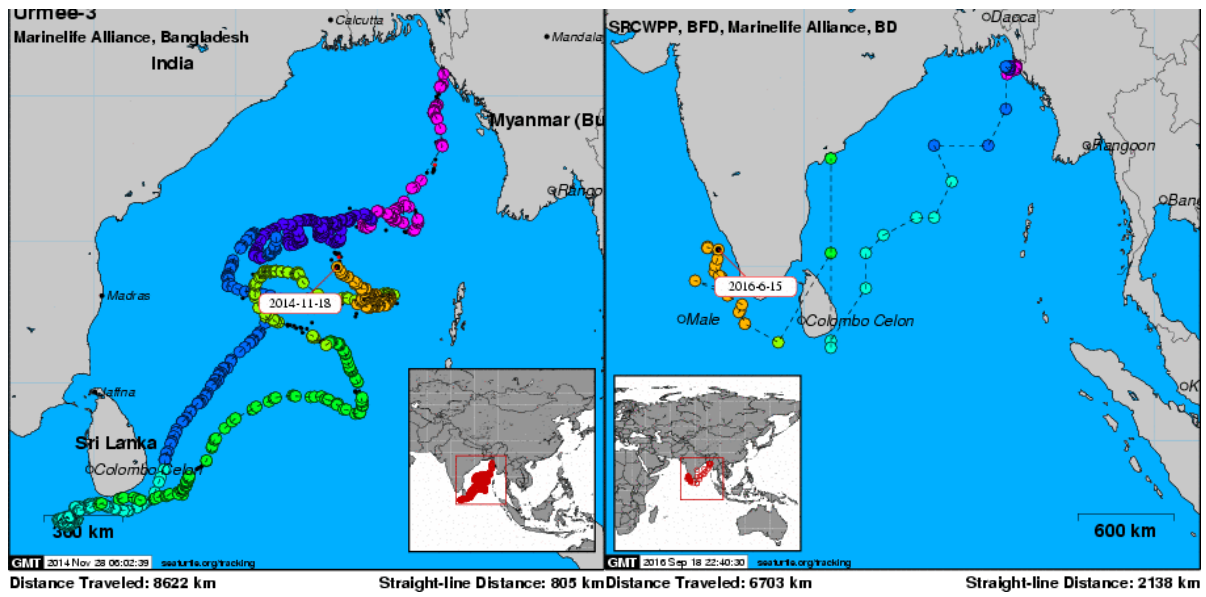 Urmee-3
Marinelife Alliance, Bangladesh
Calcutta
India
Mandala
Myanmar (Bu
Rango
2014-11-18
Madras
Jaffna
Sri Lanka
Colombo Celon
300 km
GMT 2014 Nov 28 06:02:39 seaturtle.org/tracking
Distance Traveled: 8622 km Straight-line Distance: 805 km
SRCWPP, BFD, Marinelife Alliance, BD
Dacca
Rangoon
Bang
2016-6-15
Male
Colombo Celon
K
600 km
GMT 2016 Sep 18 22:40:30 seaturtle.org/tracking
Distance Traveled: 6703 km Straight-line Distance: 2138 km